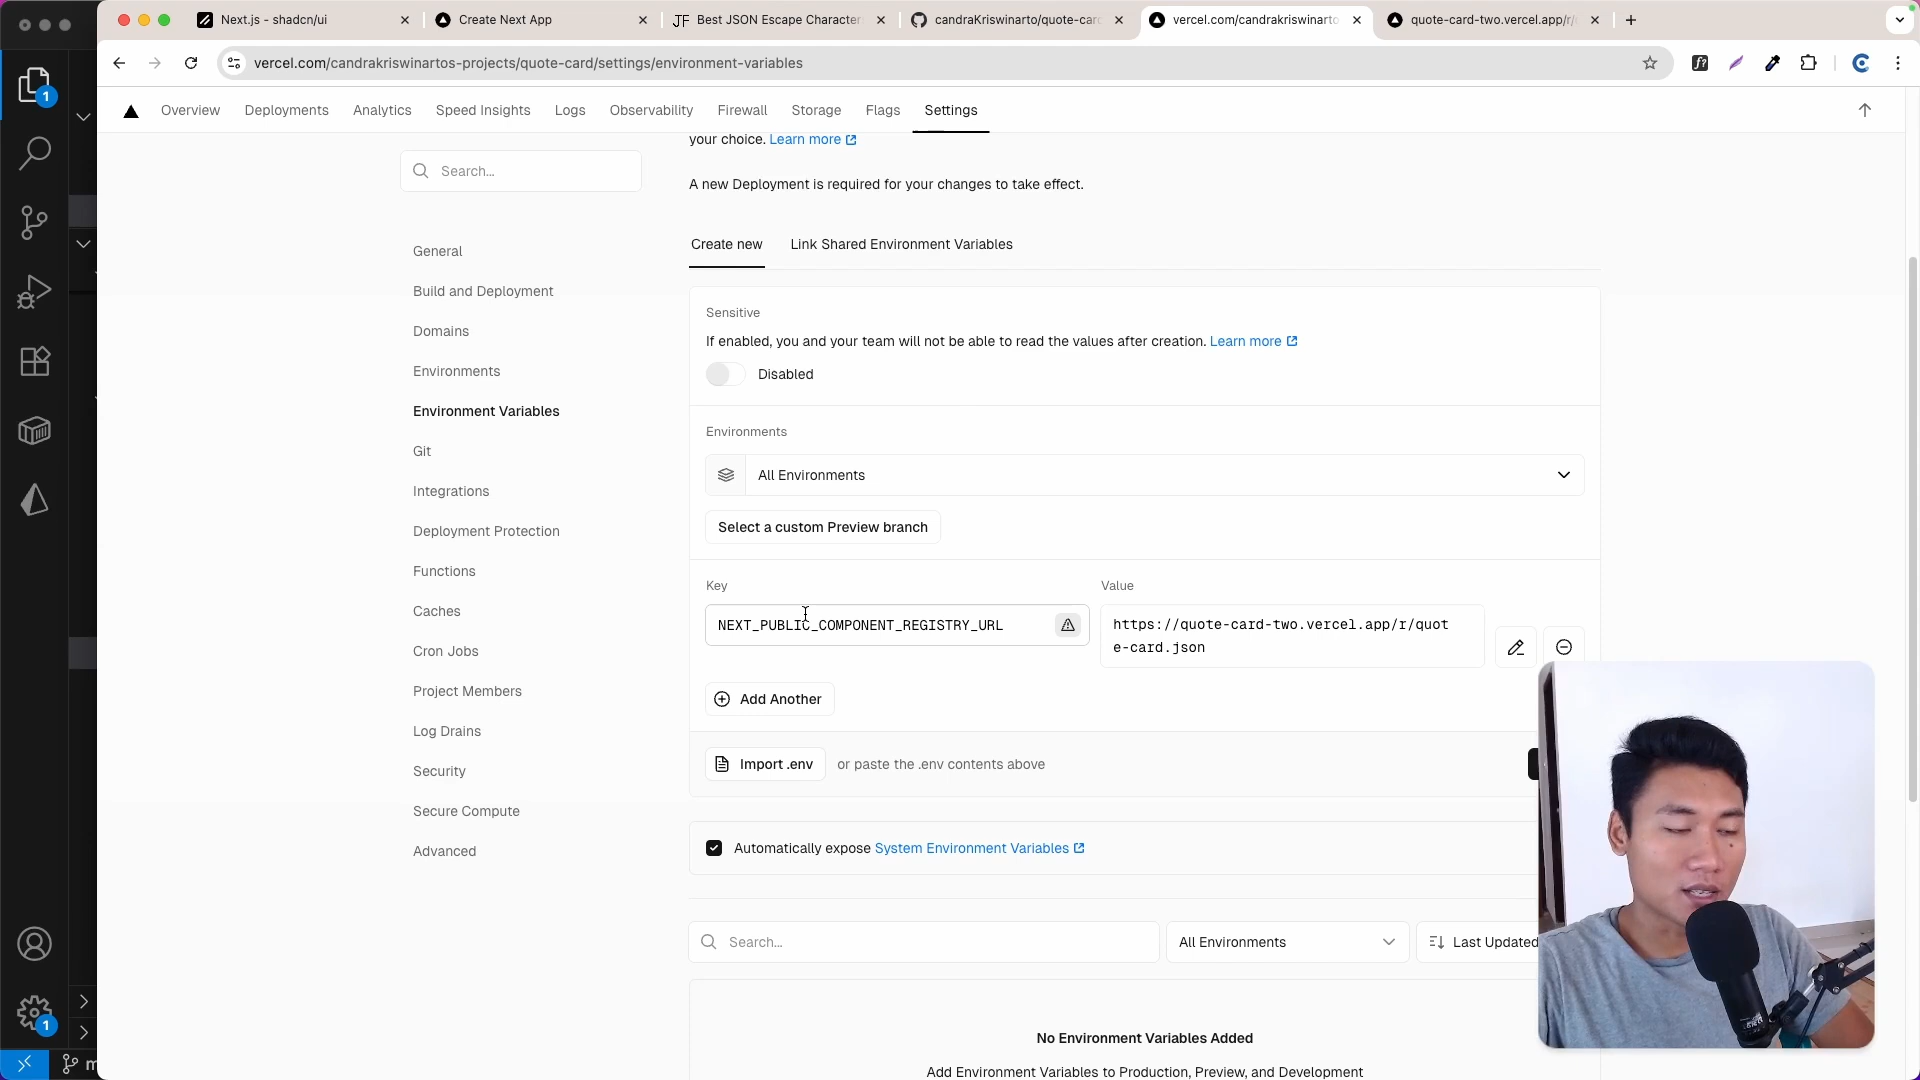 Next.js - shadcn/ui
Create Next App
JF Best JSON Escape Character
candraKriswinarto/quote-card
vercel.com/candrakriswinarto
quote-card-two.vercel.app/r/
vercel.com/candrakriswinartos-projects/quote-card/settings/environment-variables
Overview
Deployments
Analytics
Speed Insights
Logs
Observability
Firewall
Storage
Flags
Settings
your choice. Learn more
Search...
A new Deployment is required for your changes to take effect.
Create new
Link Shared Environment Variables
General
Build and Deployment
Domains
Environments
Environment Variables
Git
Integrations
Deployment Protection
Functions
Caches
Cron Jobs
Project Members
Log Drains
Security
Secure Compute
Advanced
Sensitive
If enabled, you and your team will not be able to read the values after creation. Learn more
Disabled
Environments
All Environments
Select a custom Preview branch
Key
Value
NEXT_PUBLIC_COMPONENT_REGISTRY_URL
https://quote-card-two.vercel.app/r/quot
e-card.json
Add Another
Import .env
or paste the .env contents above
Automatically expose System Environment Variables
Search...
All Environments
Last Updated
No Environment Variables Added
Add Environment Variables to Production, Preview, and Development
1
1